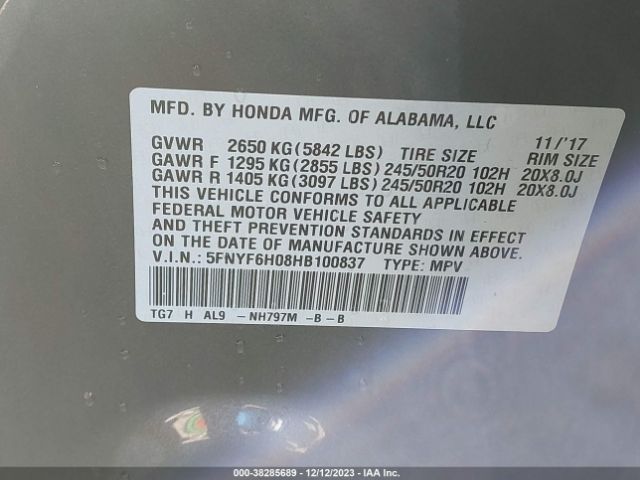 MFD. BY HONDA MFG. OF ALABAMA, LLC
GVWR 2650 KG (5842 LBS) TIRE SIZE 11/'17 RIM SIZE
GAWR F 1295 KG (2855 LBS) 245/50R20 102H 20X8.0J
GAWR R 1405 KG (3097 LBS) 245/50R20 102H 20X8.0J
THIS VEHICLE CONFORMS TO ALL APPLICABLE
FEDERAL MOTOR VEHICLE SAFETY
AND THEFT PREVENTION STANDARDS IN EFFECT
ON THE DATE OF MANUFACTURE SHOWN ABOVE.
V.I.N.: 5FNYF6H08HB100837 TYPE: MPV
TG7 H AL9 - NH797M - B - B
000-38285689 - 12/12/2023 - IAA Inc.